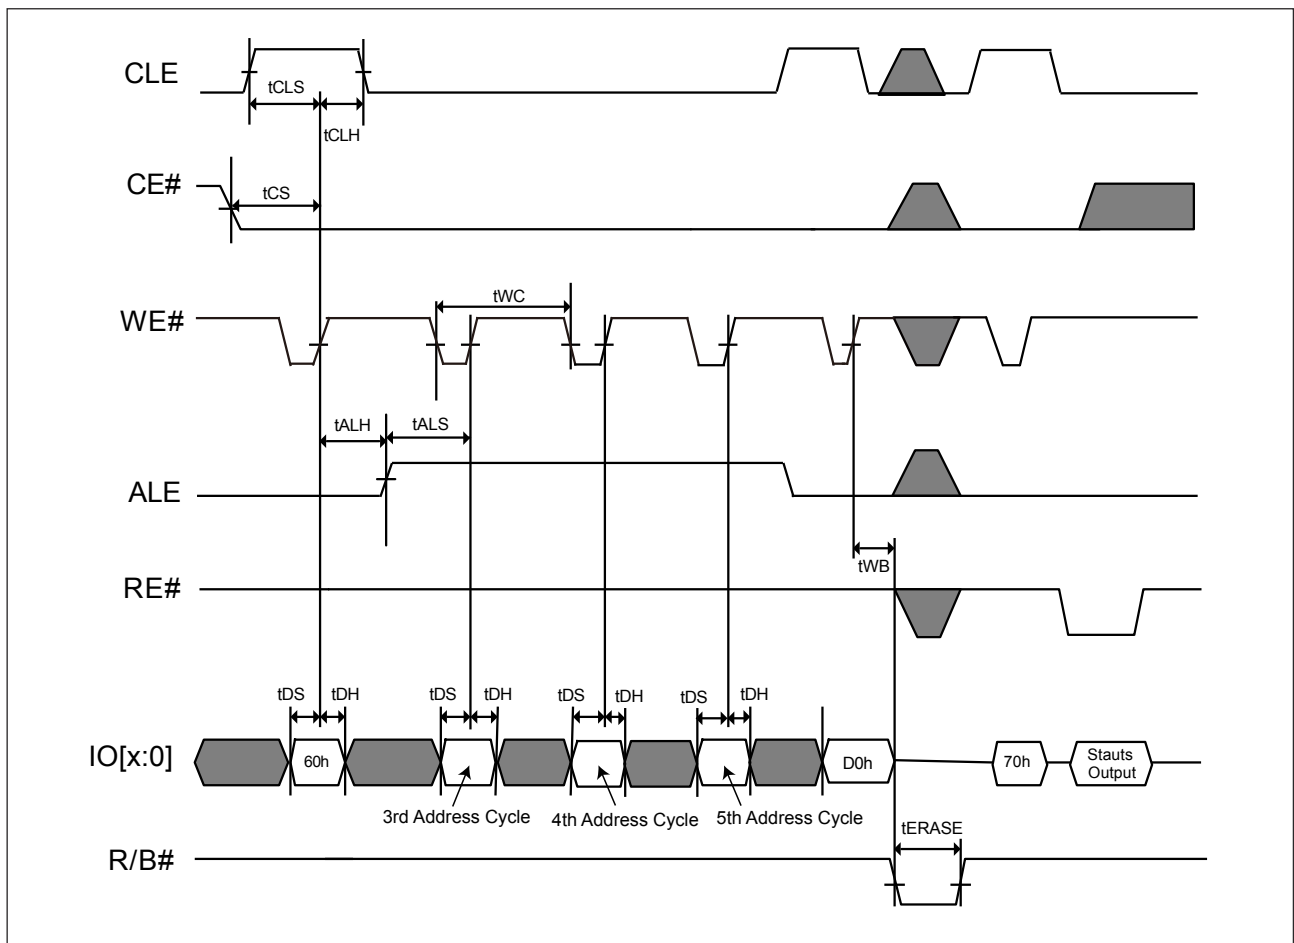 CLE
tCLS
tCLH
CE#
tCS
WE#
tWC
tALH
tALS
ALE
tWB
RE#
tDS
tDH
tDS
tDH
tDS
tDH
tDS
tDH
IO[x:0]
60h
D0h
70h
Stauts
Output
3rd Address Cycle
4th Address Cycle
5th Address Cycle
tERASE
R/B#